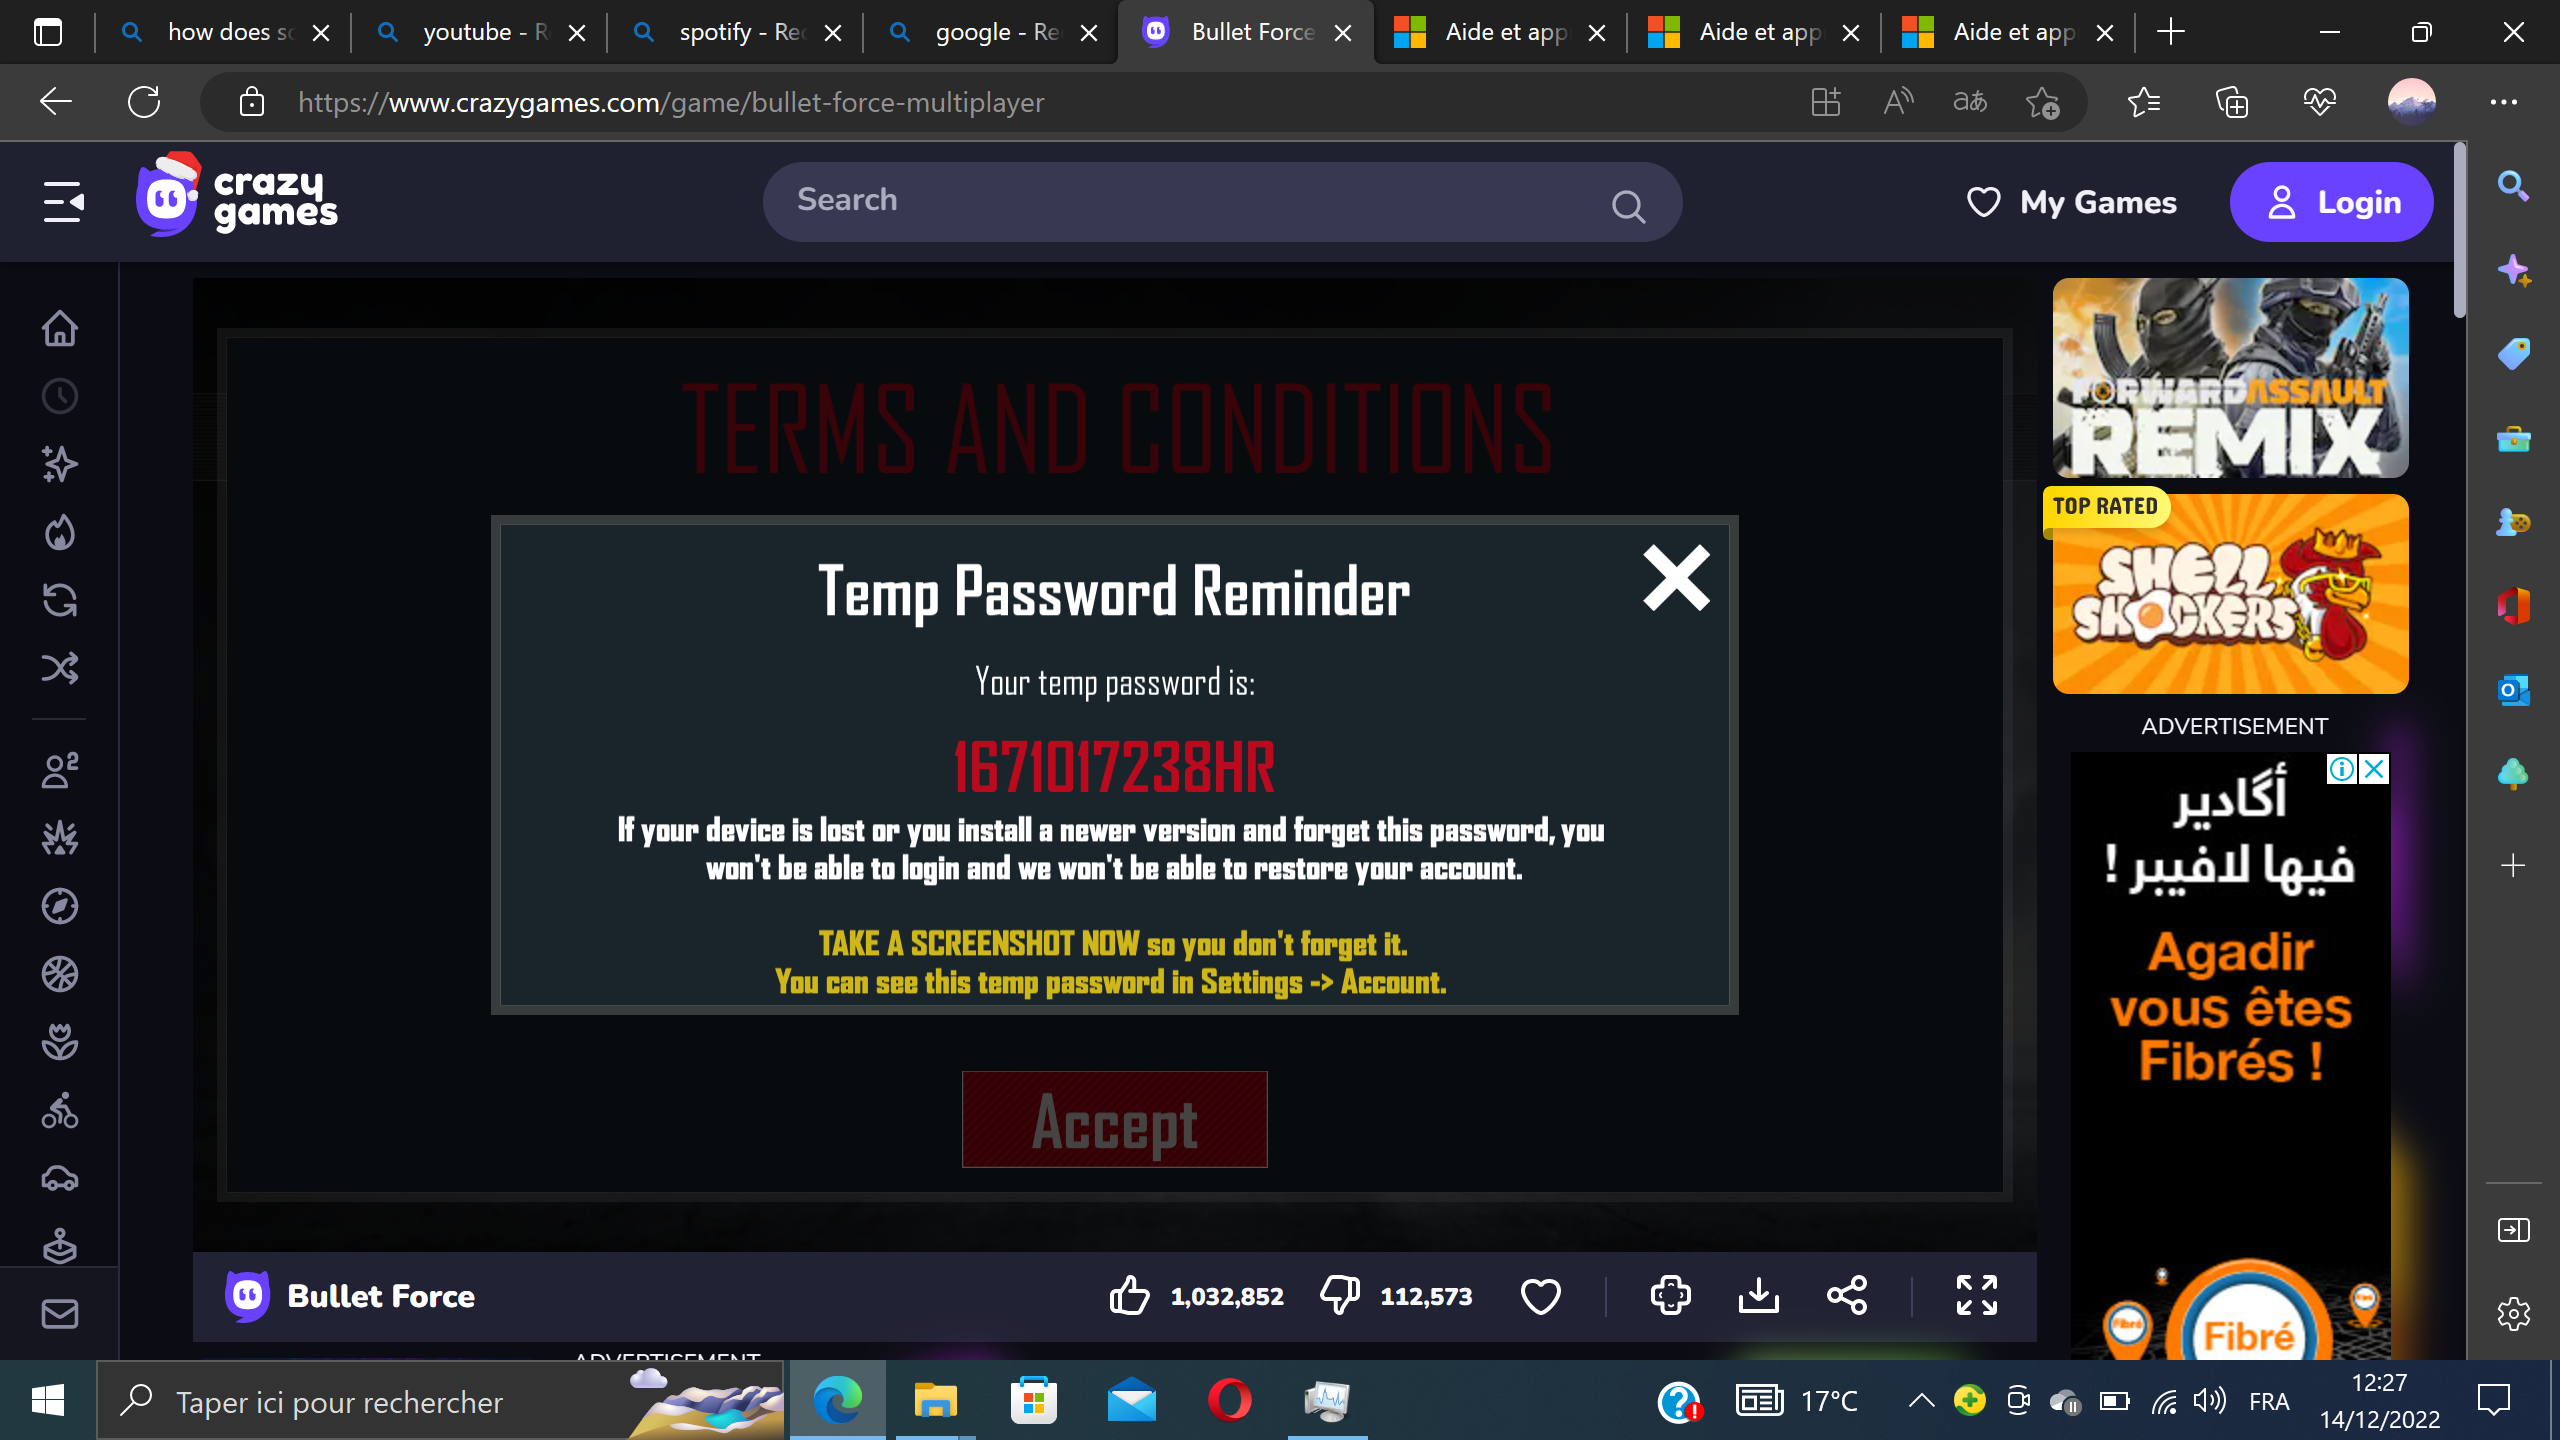 how does sc
youtube - Re
spotify - Rec
google - Re
Bullet Force
Aide et app
Aide et app
Aide et app
https://www.crazygames.com/game/bullet-force-multiplayer
crazy
games
Search
My Games
Login
TERMS AND CONDITIONS
Temp Password Reminder
Your temp password is:
1671017238HR
If your device is lost or you install a newer version and forget this password, you
won't be able to login and we won't be able to restore your account.
TAKE A SCREENSHOT NOW so you don't forget it.
You can see this temp password in Settings -> Account.
Accept
FORWARD ASSAULT
REMIX
TOP RATED
SHELL
SHOCKERS
ADVERTISEMENT
أگادير
فيها لافيبر !
Agadir
vous êtes
Fibrés !
Fibré
Fibré
Bullet Force
1,032,852
112,573
ADVERTISEMENT
Taper ici pour rechercher
17°C
FRA
12:27
14/12/2022